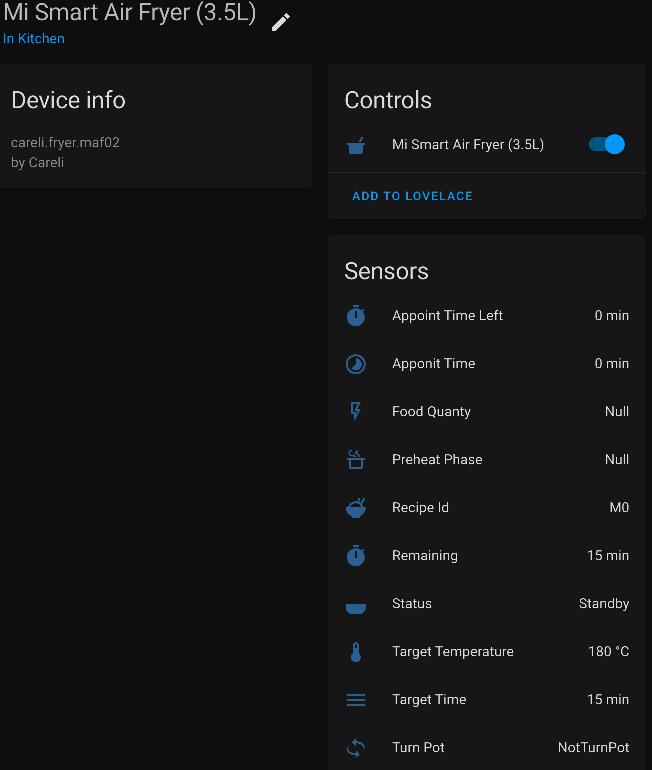 Mi Smart Air Fryer (3.5L)
In Kitchen
Device info
careli.fryer.maf02
by Careli
Controls
Mi Smart Air Fryer (3.5L)
ADD TO LOVELACE
Sensors
Appoint Time Left 0 min
Apponit Time 0 min
Food Quanty Null
Preheat Phase Null
Recipe Id M0
Remaining 15 min
Status Standby
Target Temperature 180 °C
Target Time 15 min
Turn Pot NotTurnPot